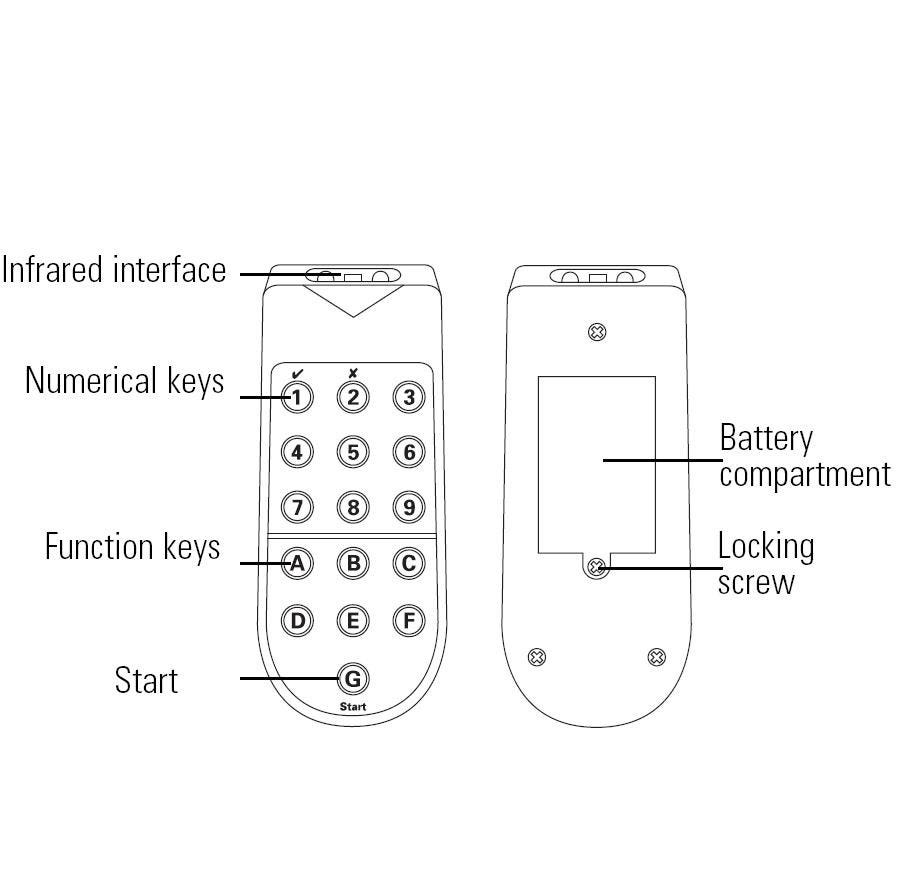 Infrared interface
Numerical keys
✔ ✘
1 2 3
4 5 6
7 8 9
Function keys
A B C
D E F
Start
G
Start
Battery
compartment
Locking
screw